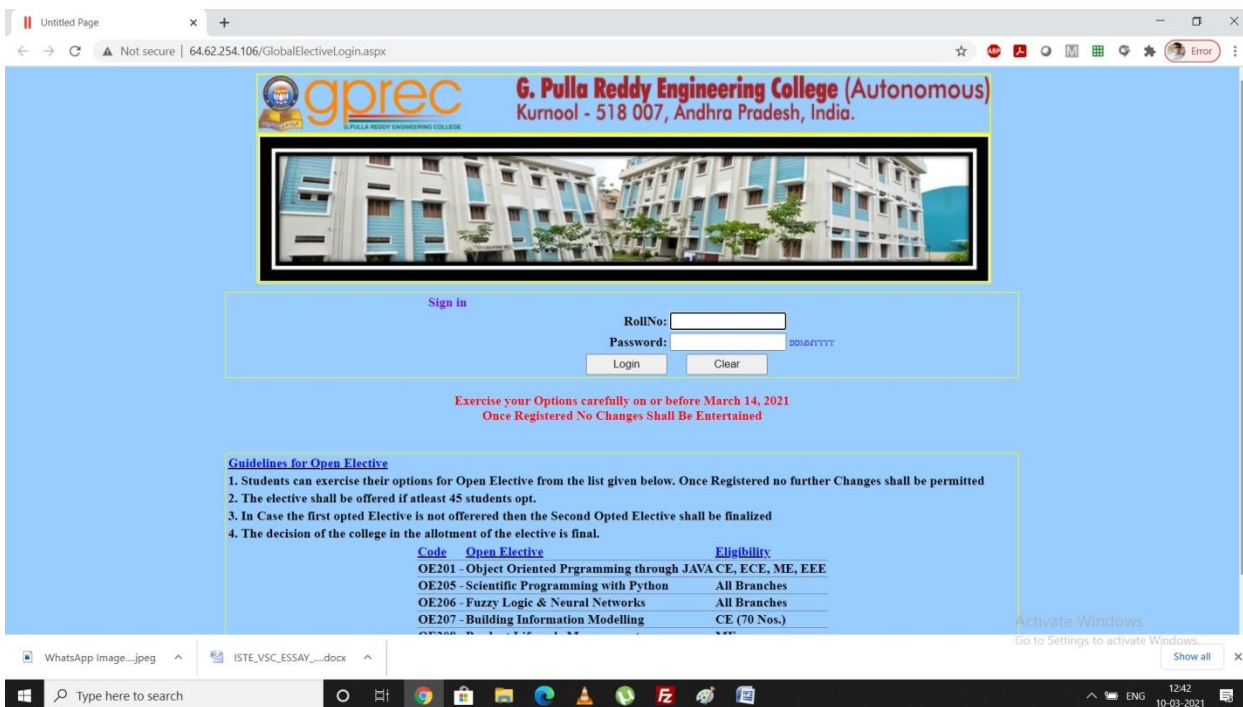 Untitled Page
Not secure | 64.62.254.106/GlobalElectiveLogin.aspx
ABP
Error
gprec
G.PULLA REDDY ENGINEERING COLLEGE
G. Pulla Reddy Engineering College (Autonomous)
Kurnool - 518 007, Andhra Pradesh, India.
Sign in
RollNo:
Password:
DDMMYYYY
Login Clear
Exercise your Options carefully on or before March 14, 2021
Once Registered No Changes Shall Be Entertained
Guidelines for Open Elective
1. Students can exercise their options for Open Elective from the list given below. Once Registered no further Changes shall be permitted
2. The elective shall be offered if atleast 45 students opt.
3. In Case the first opted Elective is not offerered then the Second Opted Elective shall be finalized
4. The decision of the college in the allotment of the elective is final.
Code Open Elective Eligibility
OE201 - Object Oriented Prgramming through JAVA CE, ECE, ME, EEE
OE205 - Scientific Programming with Python All Branches
OE206 - Fuzzy Logic & Neural Networks All Branches
OE207 - Building Information Modelling CE (70 Nos.)
Activate Windows
Go to Settings to activate Windows.
WhatsApp Image....jpeg
ISTE_VSC_ESSAY_....docx
Show all
Type here to search
ENG
12:42
10-03-2021